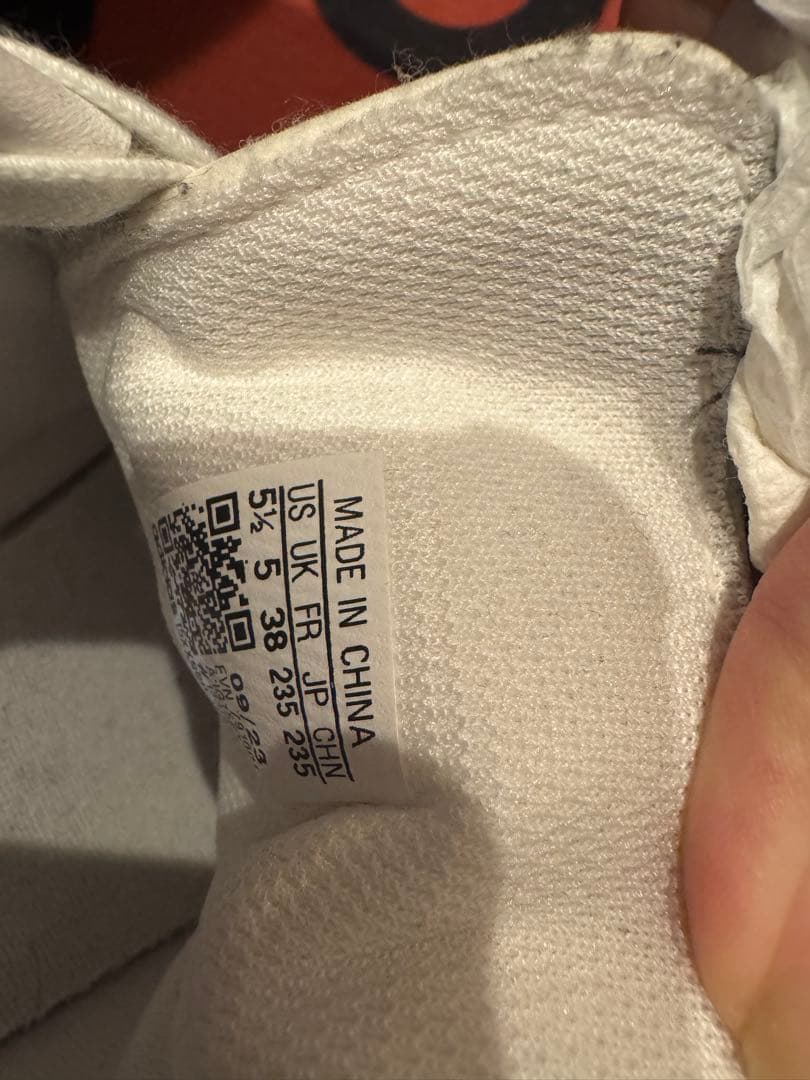 MADE IN CHINA
US UK FR JP CHN
5½ 5 38 235 235
09/23